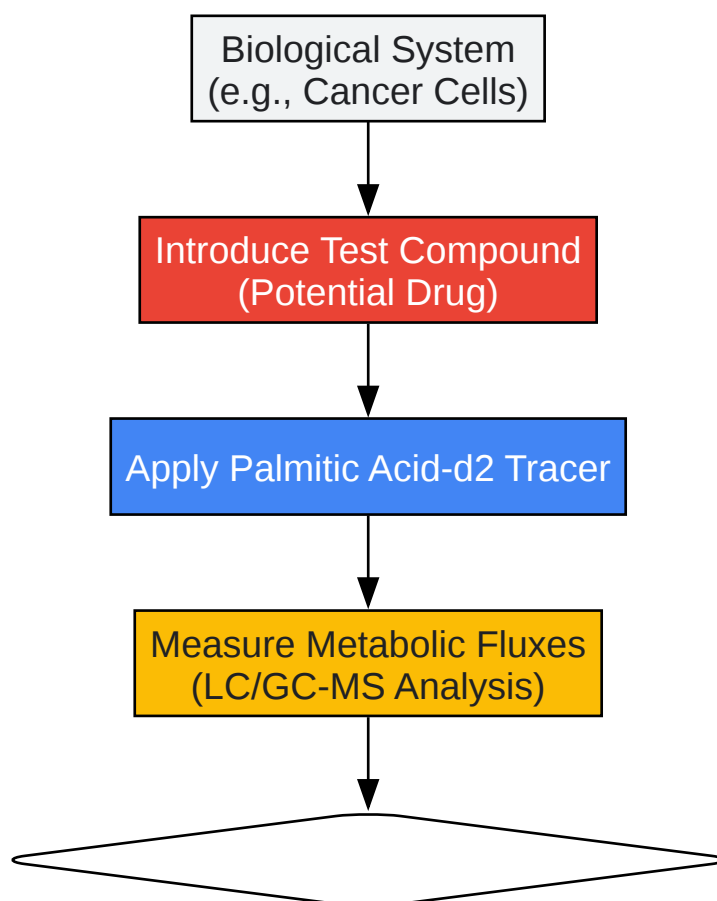 Biological System
(e.g., Cancer Cells)
Introduce Test Compound
(Potential Drug)
Apply Palmitic Acid-d2 Tracer
Measure Metabolic Fluxes
(LC/GC-MS Analysis)